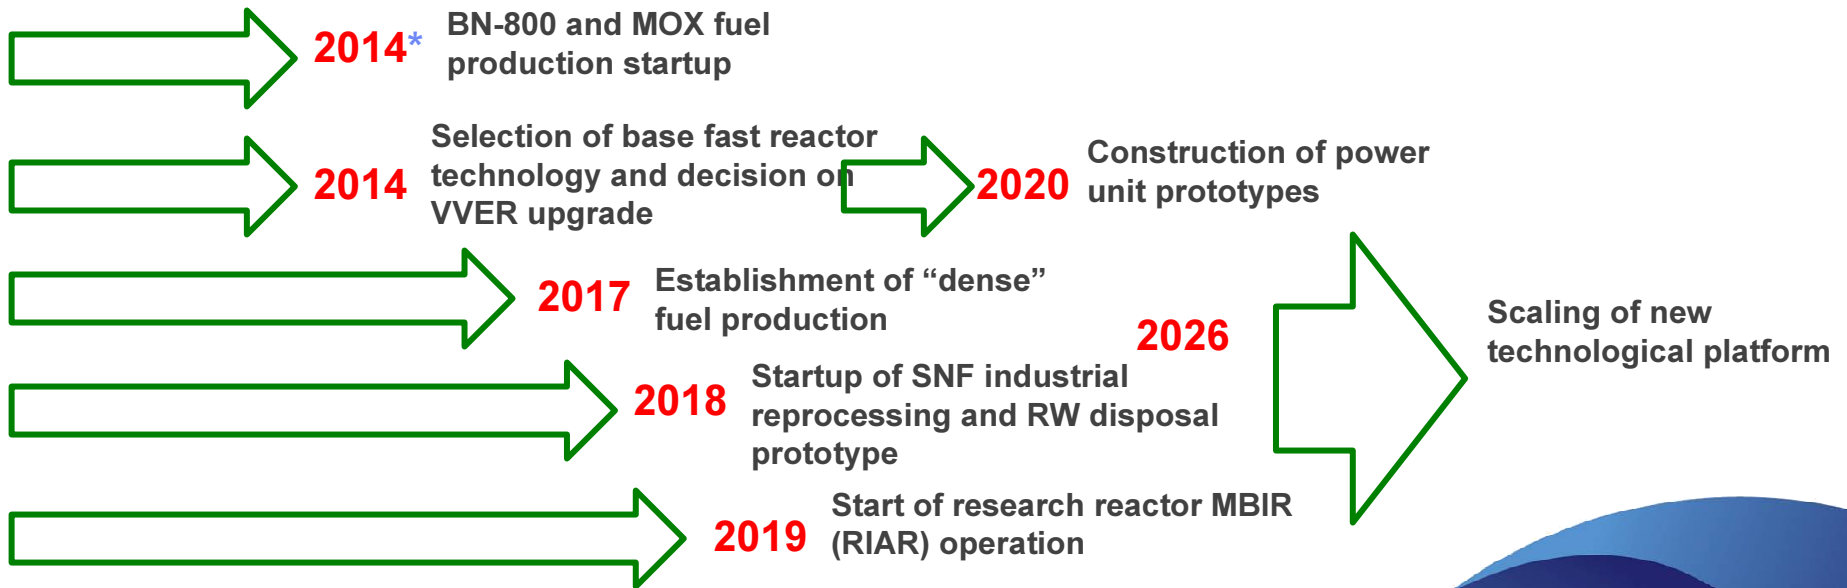 2014*
BN-800 and MOX fuel
production startup
2014
Selection of base fast reactor
technology and decision on
VVER upgrade
2020
Construction of power
unit prototypes
2017
Establishment of “dense”
fuel production
2026
Scaling of new
technological platform
2018
Startup of SNF industrial
reprocessing and RW disposal
prototype
2019
Start of research reactor MBIR
(RIAR) operation